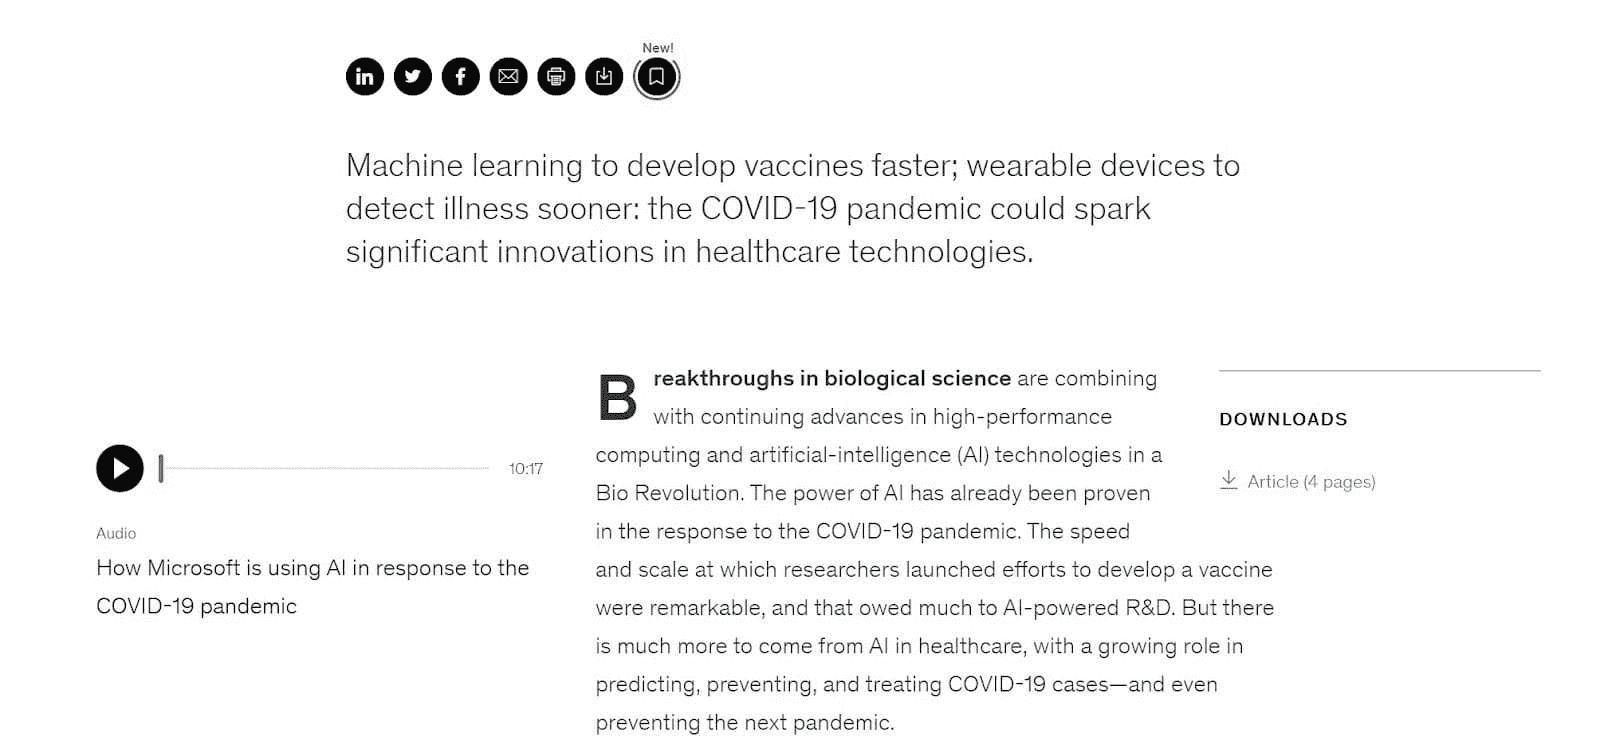 New!
in
f
Machine learning to develop vaccines faster; wearable devices to
detect illness sooner: the COVID-19 pandemic could spark
significant innovations in healthcare technologies.
10:17
Audio
How Microsoft is using AI in response to the
COVID-19 pandemic
Breakthroughs in biological science are combining
with continuing advances in high-performance
computing and artificial-intelligence (AI) technologies in a
Bio Revolution. The power of AI has already been proven
in the response to the COVID-19 pandemic. The speed
and scale at which researchers launched efforts to develop a vaccine
were remarkable, and that owed much to AI-powered R&D. But there
is much more to come from AI in healthcare, with a growing role in
predicting, preventing, and treating COVID-19 cases—and even
preventing the next pandemic.
DOWNLOADS
Article (4 pages)